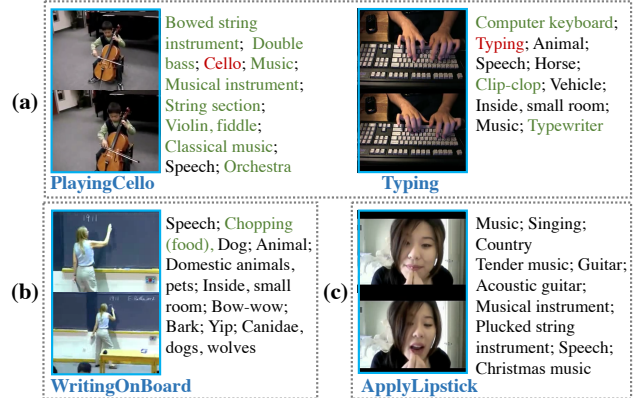 (a)
Bowed string
instrument; Double
bass; Cello; Music;
Musical instrument;
String section;
Violin, fiddle;
Classical music;
Speech; Orchestra
PlayingCello
Computer keyboard;
Typing; Animal;
Speech; Horse;
Clip-clop; Vehicle;
Inside, small room;
Music; Typewriter
Typing
(b)
Speech; Chopping
(food), Dog; Animal;
Domestic animals,
pets; Inside, small
room; Bow-wow;
Bark; Yip; Canidae,
dogs, wolves
WritingOnBoard
(c)
Music; Singing;
Country
Tender music; Guitar;
Acoustic guitar;
Musical instrument;
Plucked string
instrument; Speech;
Christmas music
ApplyLipstick